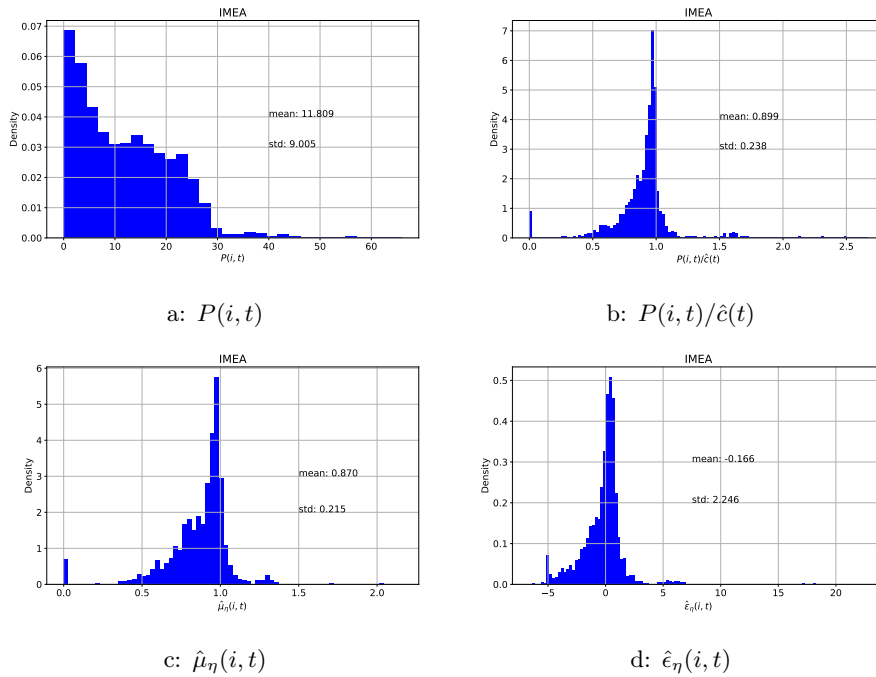 IMEA
0.07
0.06
0.05
0.04
0.03
0.02
0.01
0.00
Density
mean: 11.809
std: 9.005
0 10 20 30 40 50 60
P(i, t)
a: P(i, t)
IMEA
7
6
5
4
3
2
1
0
Density
mean: 0.899
std: 0.238
0.0 0.5 1.0 1.5 2.0 2.5
P(i, t)/ĉ(t)
b: P(i, t)/ĉ(t)
IMEA
6
5
4
3
2
1
0
Density
mean: 0.870
std: 0.215
0.0 0.5 1.0 1.5 2.0
μ̂η(i, t)
c: μ̂η(i, t)
IMEA
0.5
0.4
0.3
0.2
0.1
0.0
Density
mean: -0.166
std: 2.246
−5 0 5 10 15 20
ε̂η(i, t)
d: ϵ̂η(i, t)